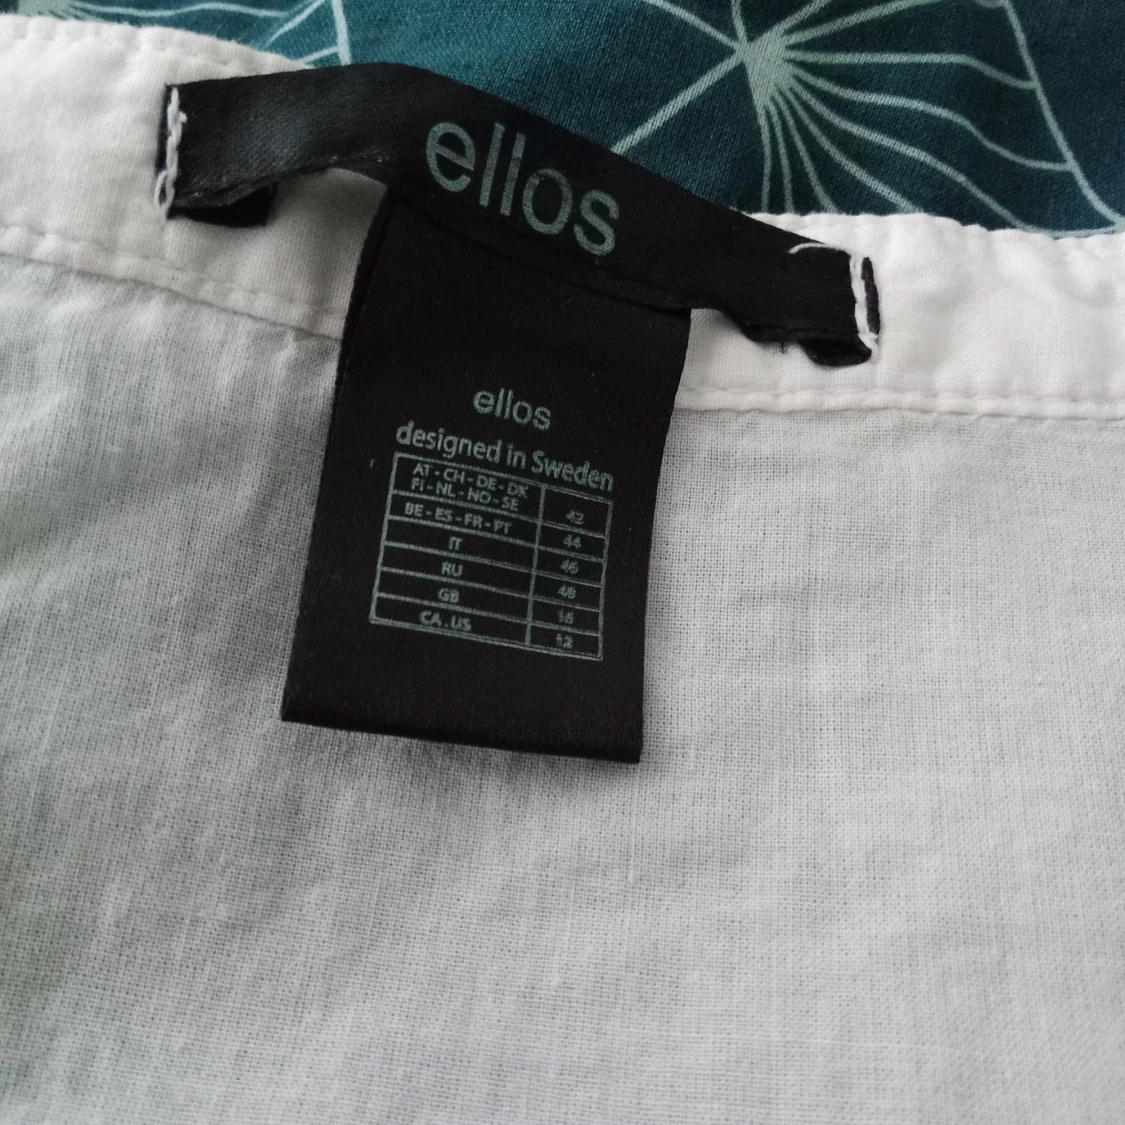 ellos
ellos
designed in Sweden
AT - CH - DE - DK
FI - NL - NO - SE 42
BE - ES - FR - PT 44
IT 46
RU 48
GB 16
CA . US 12